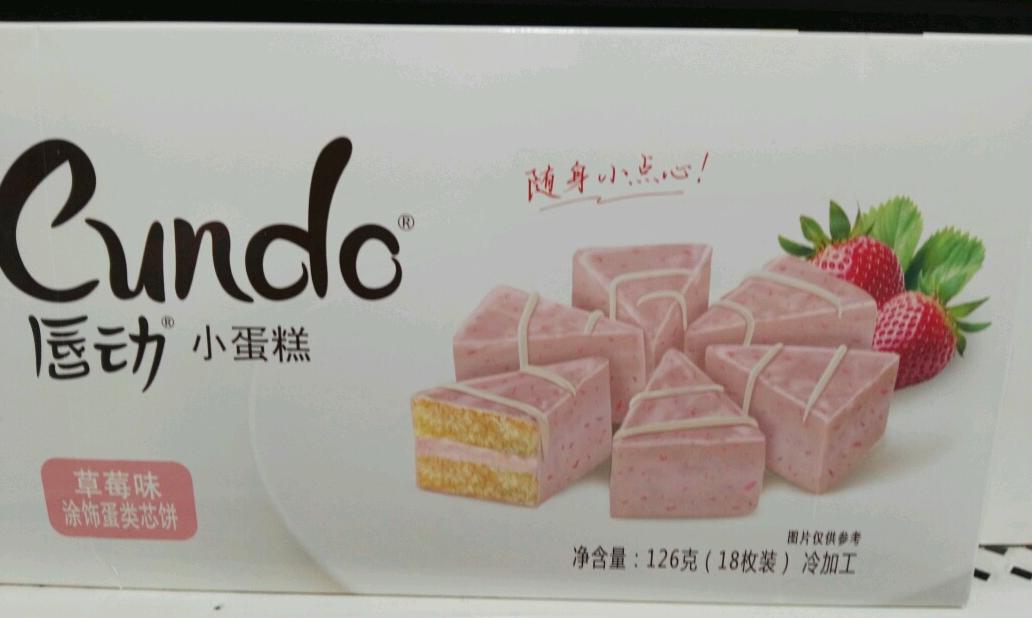 Cundo®
唇动® 小蛋糕
随身小点心!
草莓味
涂饰蛋类芯饼
图片仅供参考
净含量:126克(18枚装) 冷加工